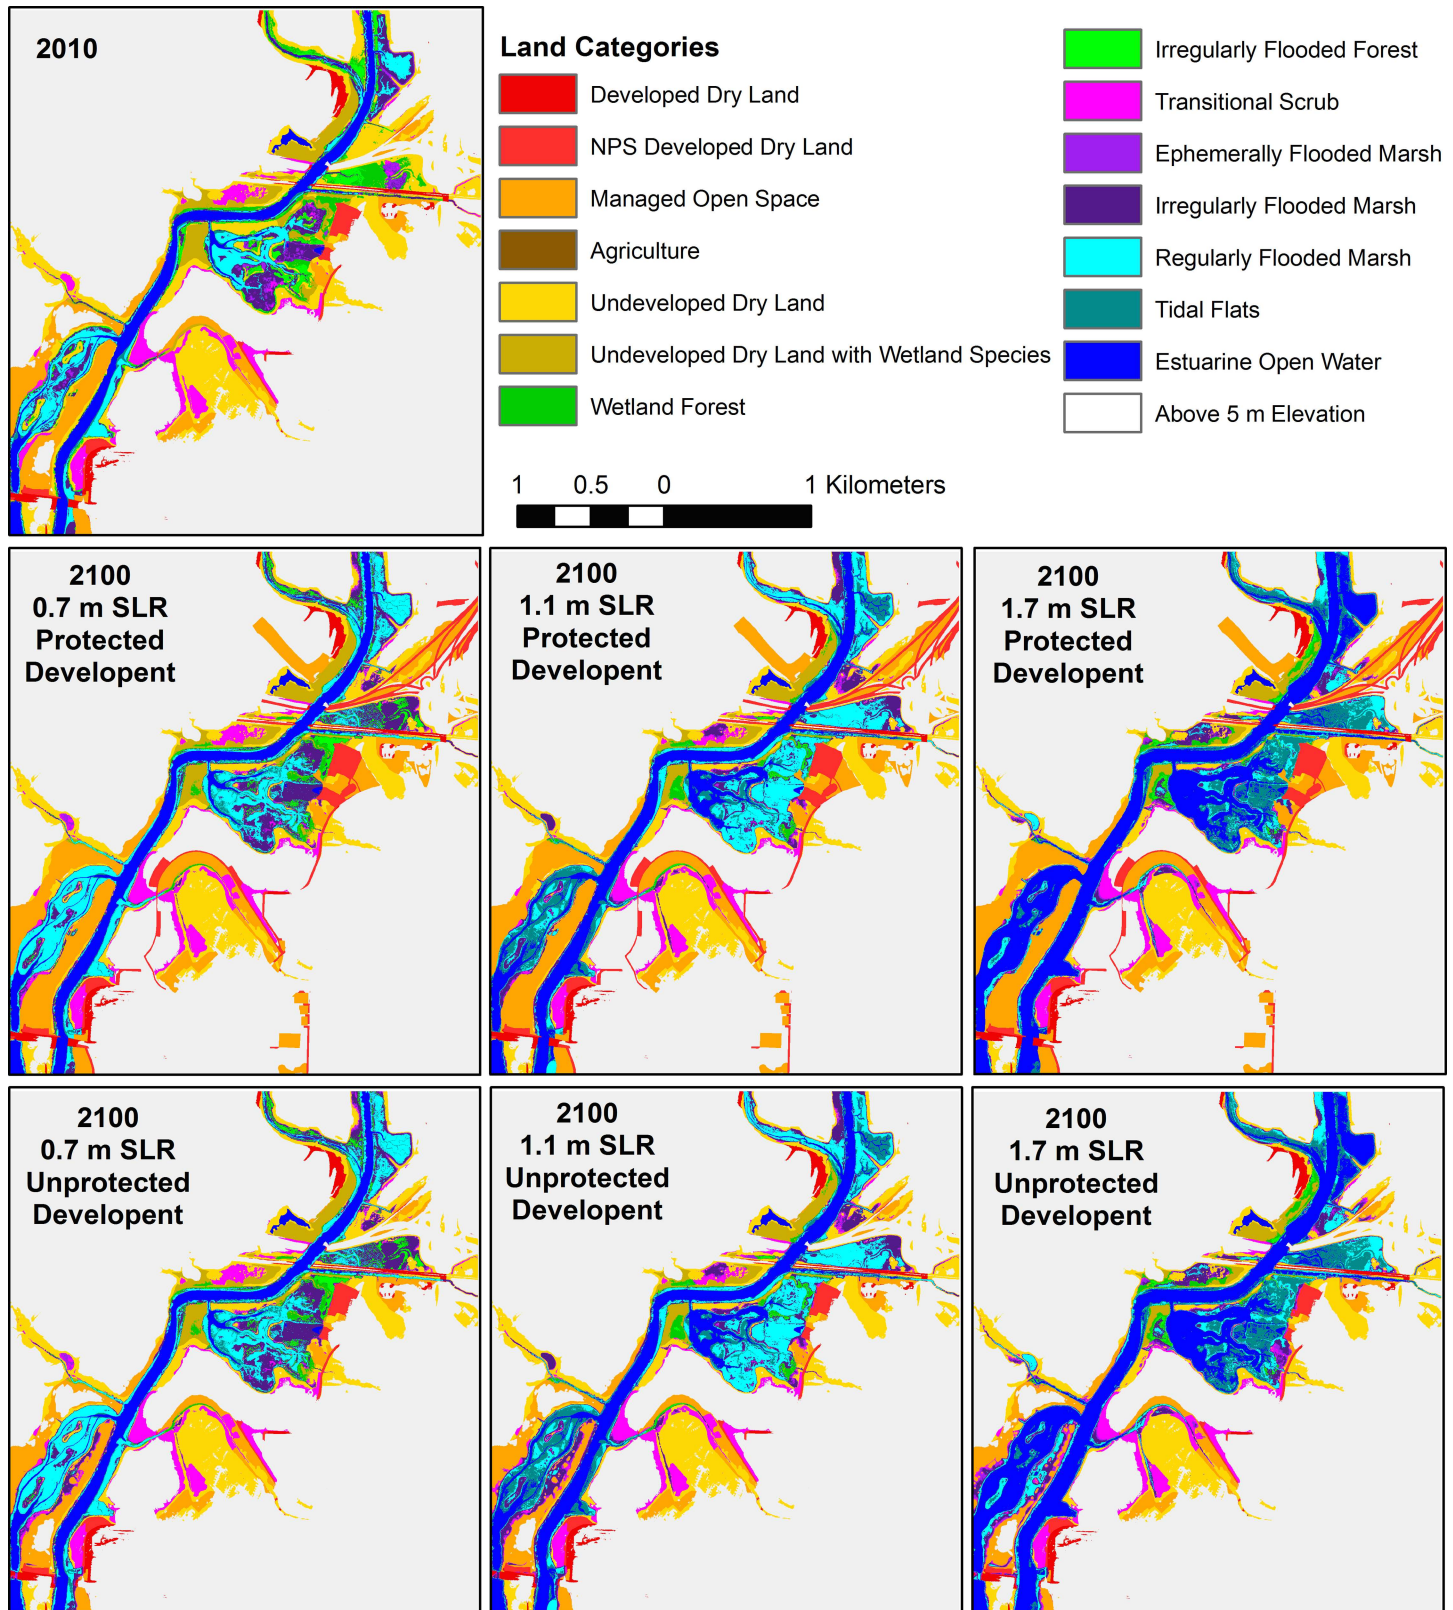 2010
Land Categories
Developed Dry Land
NPS Developed Dry Land
Managed Open Space
Agriculture
Undeveloped Dry Land
Undeveloped Dry Land with Wetland Species
Wetland Forest
Irregularly Flooded Forest
Transitional Scrub
Ephemerally Flooded Marsh
Irregularly Flooded Marsh
Regularly Flooded Marsh
Tidal Flats
Estuarine Open Water
Above 5 m Elevation
1 0.5 0 1 Kilometers
2100
0.7 m SLR
Protected
Developent
2100
1.1 m SLR
Protected
Developent
2100
1.7 m SLR
Protected
Developent
2100
0.7 m SLR
Unprotected
Developent
2100
1.1 m SLR
Unprotected
Developent
2100
1.7 m SLR
Unprotected
Developent